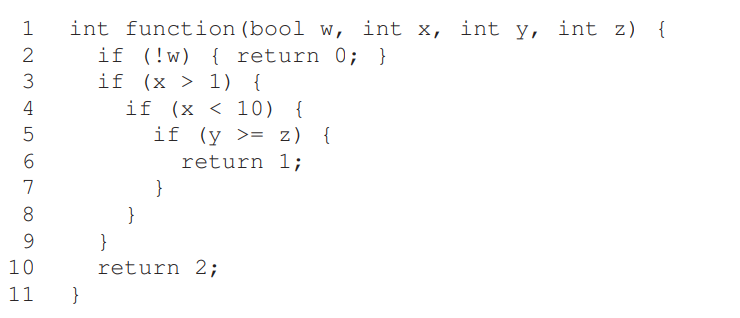 1 int function(bool w, int x, int y, int z) {
2 if (!w) { return 0; }
3 if (x > 1) {
4 if (x < 10) {
5 if (y >= z) {
6 return 1;
7 }
8 }
9 }
10 return 2;
11 }